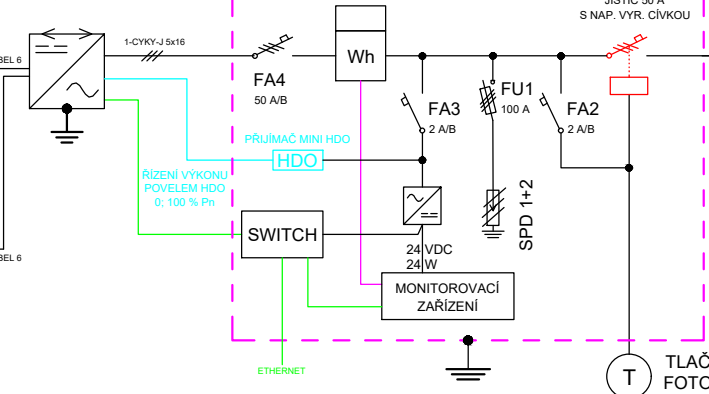 JISTIČ 50 A
S NAP. VYR. CÍVKOU
1-CYKY-J 5x16
BEL 6
FA4
50 A/B
Wh
FA3
2 A/B
FU1
100 A
FA2
2 A/B
PŘIJÍMAČ MINI HDO
HDO
ŘÍZENÍ VÝKONU
POVELEM HDO
0; 100 % Pn
SPD 1+2
SWITCH
24 VDC
24 W
BEL 6
MONITOROVACÍ
ZAŘÍZENÍ
ETHERNET
T
TLAČ
FOTO